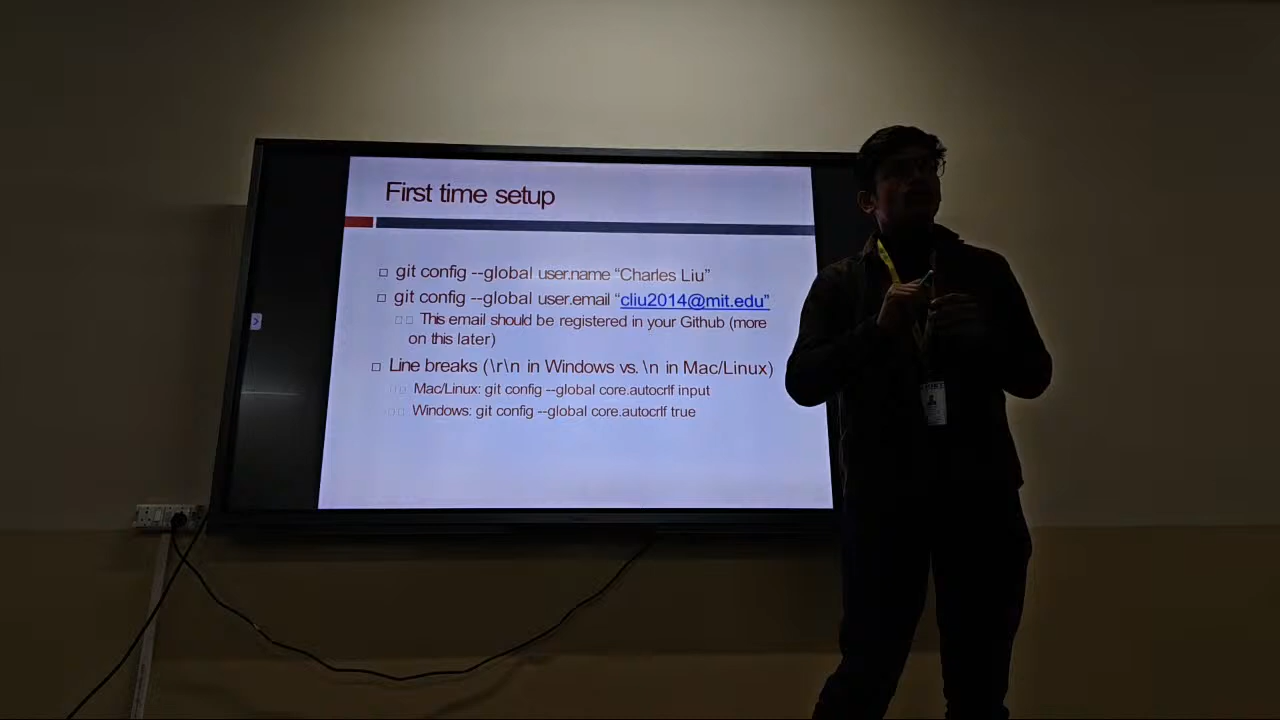 First time setup
git config --global user.name “Charles Liu”
git config --global user.email “cliu2014@mit.edu”
This email should be registered in your Github (more
on this later)
Line breaks (\r\n in Windows vs. \n in Mac/Linux)
Mac/Linux: git config --global core.autocrlf input
Windows: git config --global core.autocrlf true